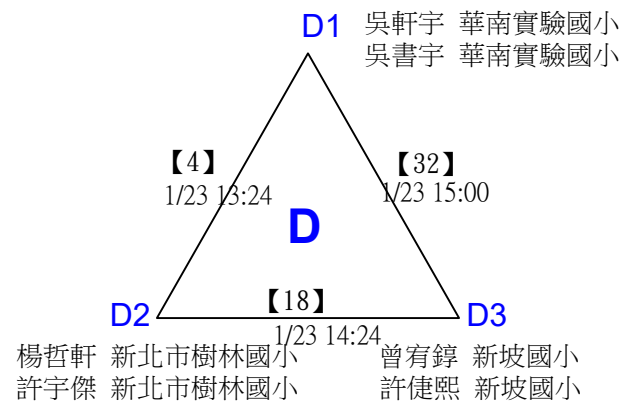 D1 吳軒宇 華南實驗國小
吳書宇 華南實驗國小
【4】 【32】
1/23 13:24 1/23 15:00
D
【18】
D2 D3
1/23 14:24
楊哲軒 新北市樹林國小 曾宥錞 新坡國小
許宇傑 新北市樹林國小 許倢熙 新坡國小